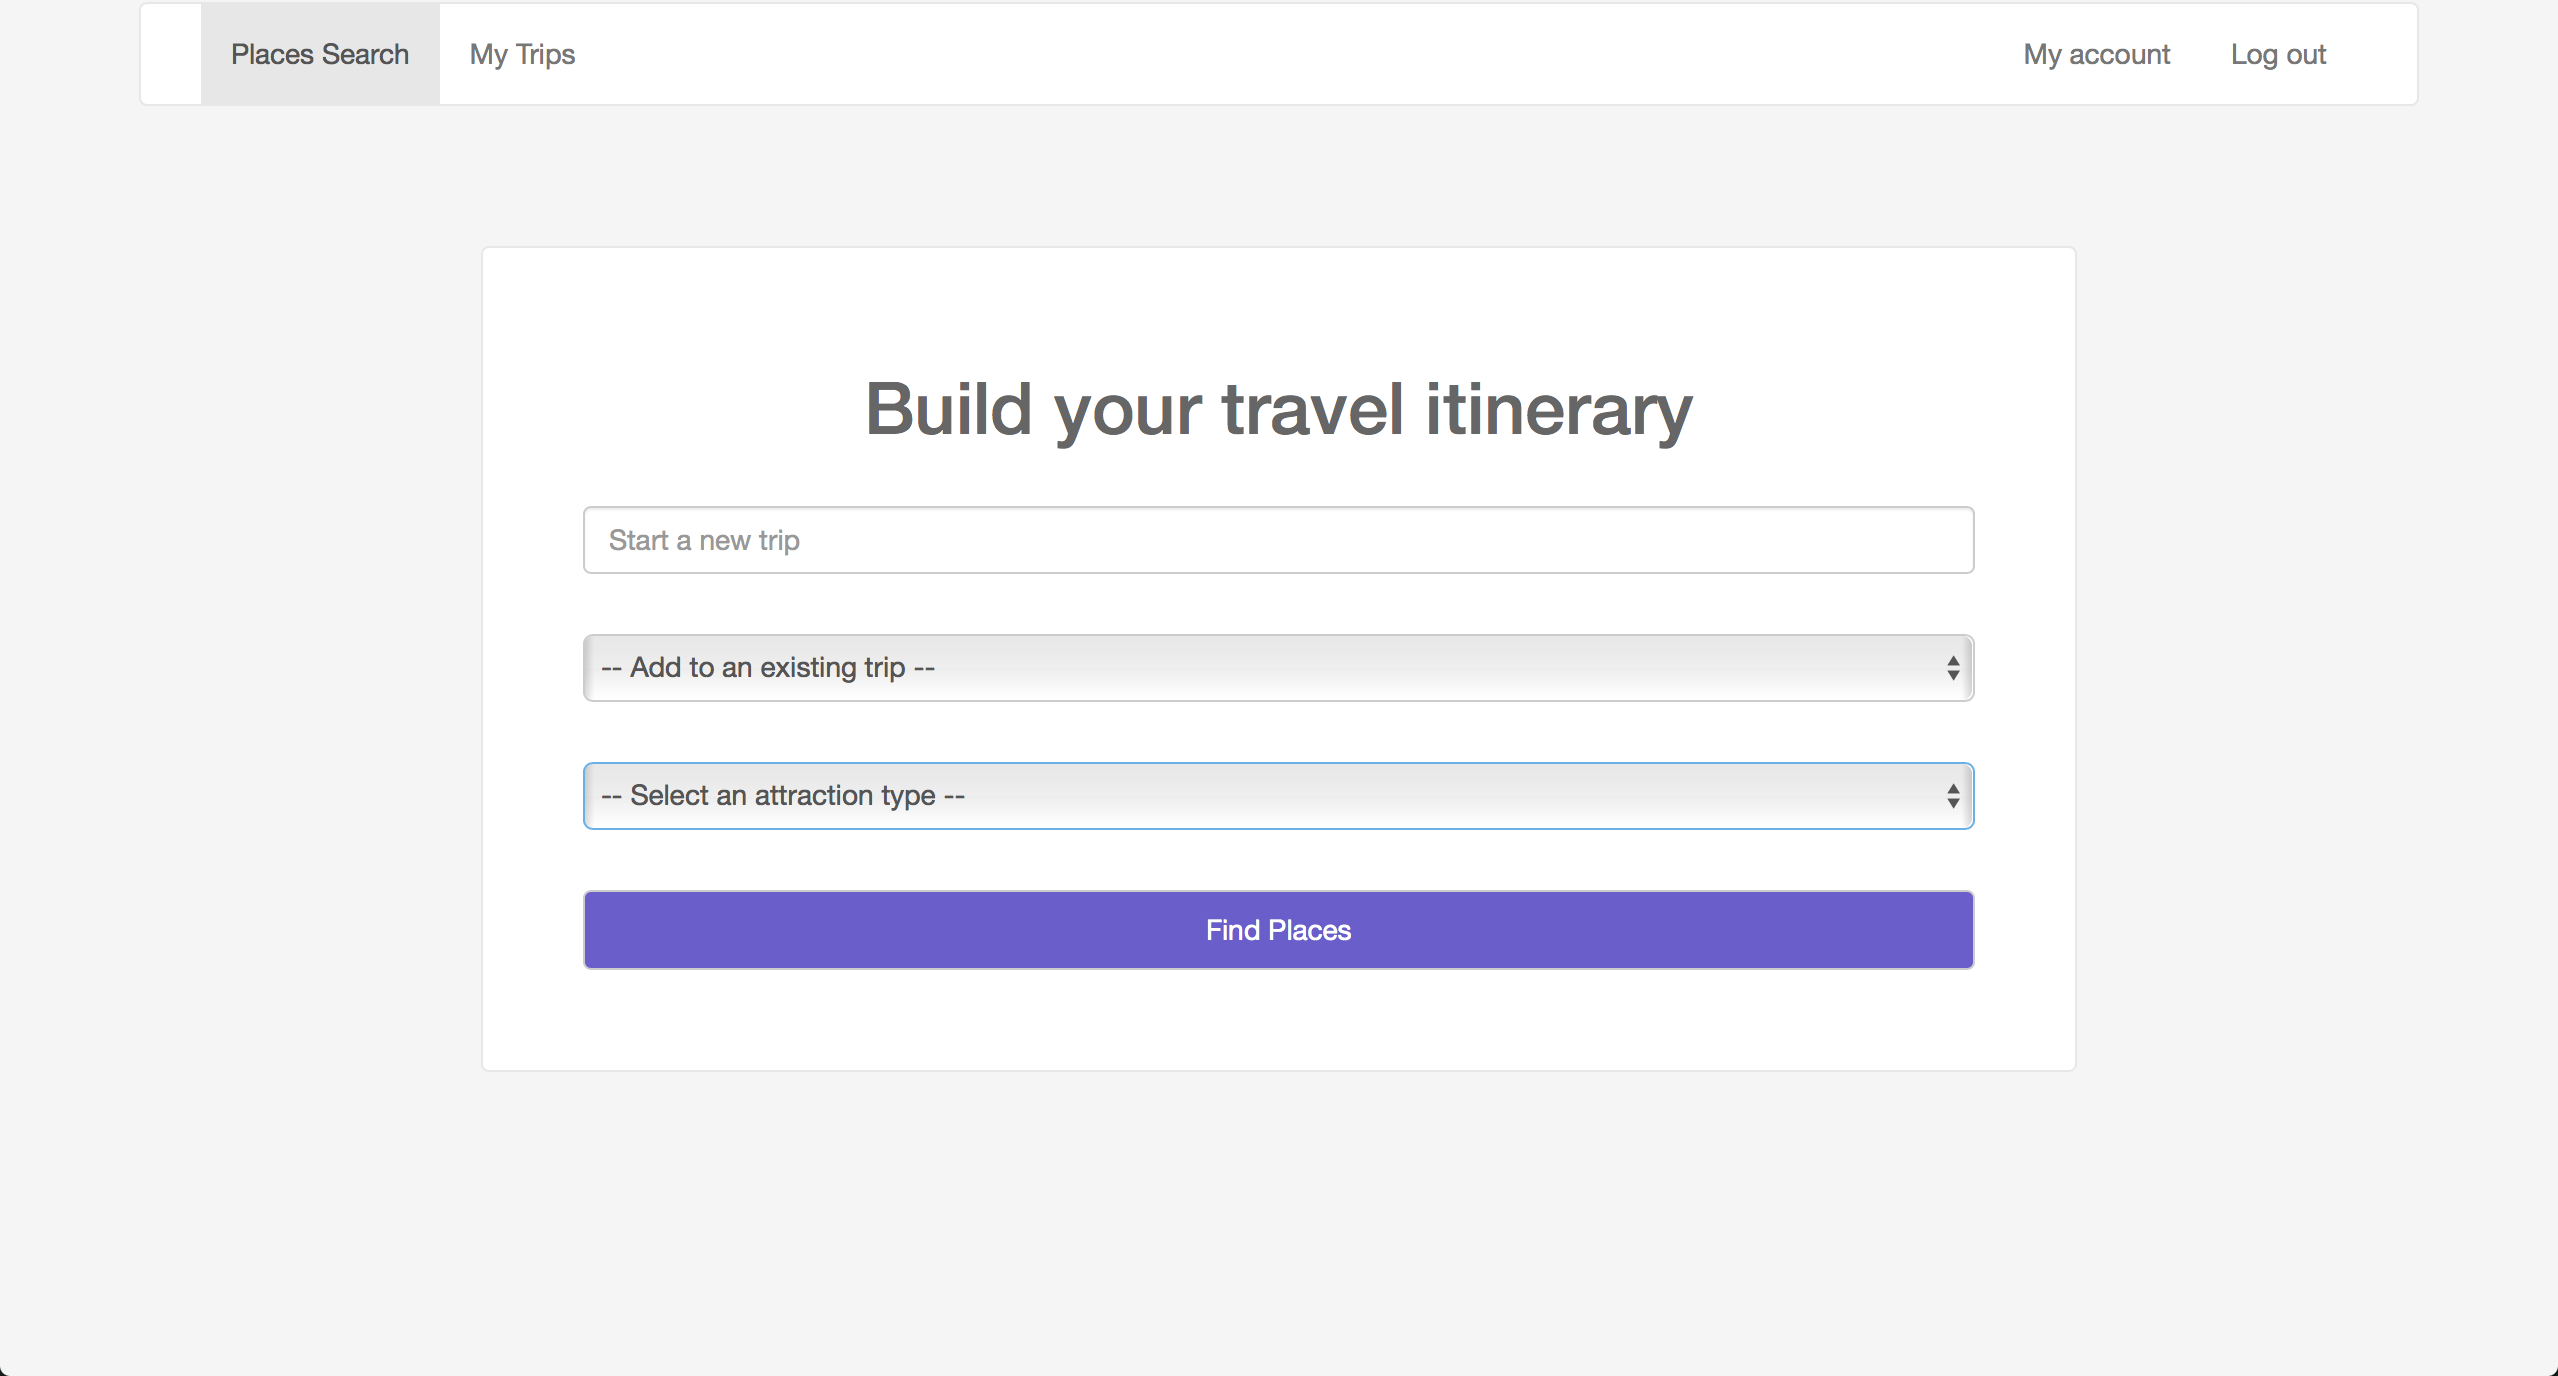 Places Search My Trips My account Log out
Build your travel itinerary
Start a new trip
-- Add to an existing trip --
-- Select an attraction type --
Find Places